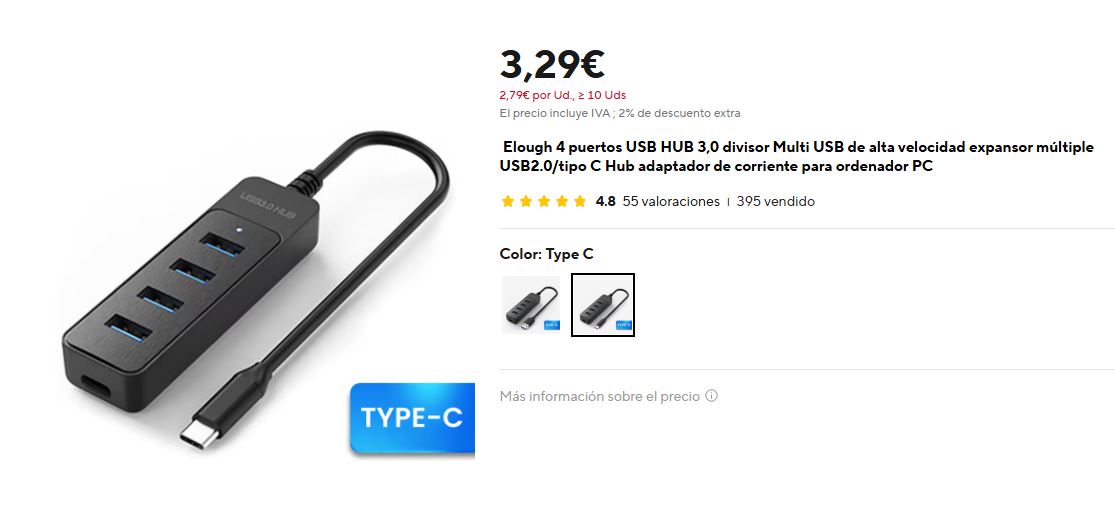 3,29€
2,79€ por Ud., ≥ 10 Uds
El precio incluye IVA ; 2% de descuento extra
Elough 4 puertos USB HUB 3,0 divisor Multi USB de alta velocidad expansor múltiple
USB2.0/tipo C Hub adaptador de corriente para ordenador PC
4.8 55 valoraciones | 395 vendido
Color: Type C
Más información sobre el precio
USB3.0 HUB
TYPE-C